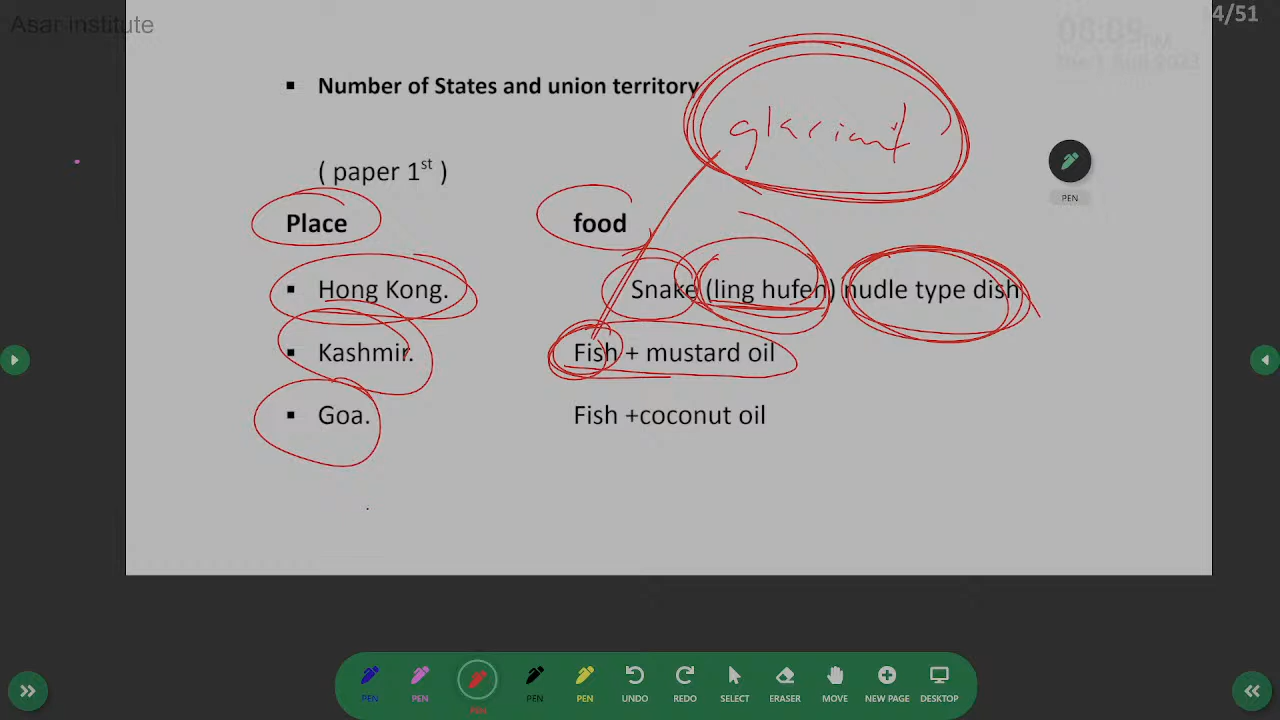 Asar institute
4/51
▪ Number of States and union territory
( paper 1st )
PEN
Place food
▪ Hong Kong. Snake (ling hufen) nudle type dish
▪ Kashmir. Fish + mustard oil
▪ Goa. Fish +coconut oil
PEN PEN PEN PEN PEN UNDO REDO SELECT ERASER MOVE NEW PAGE DESKTOP